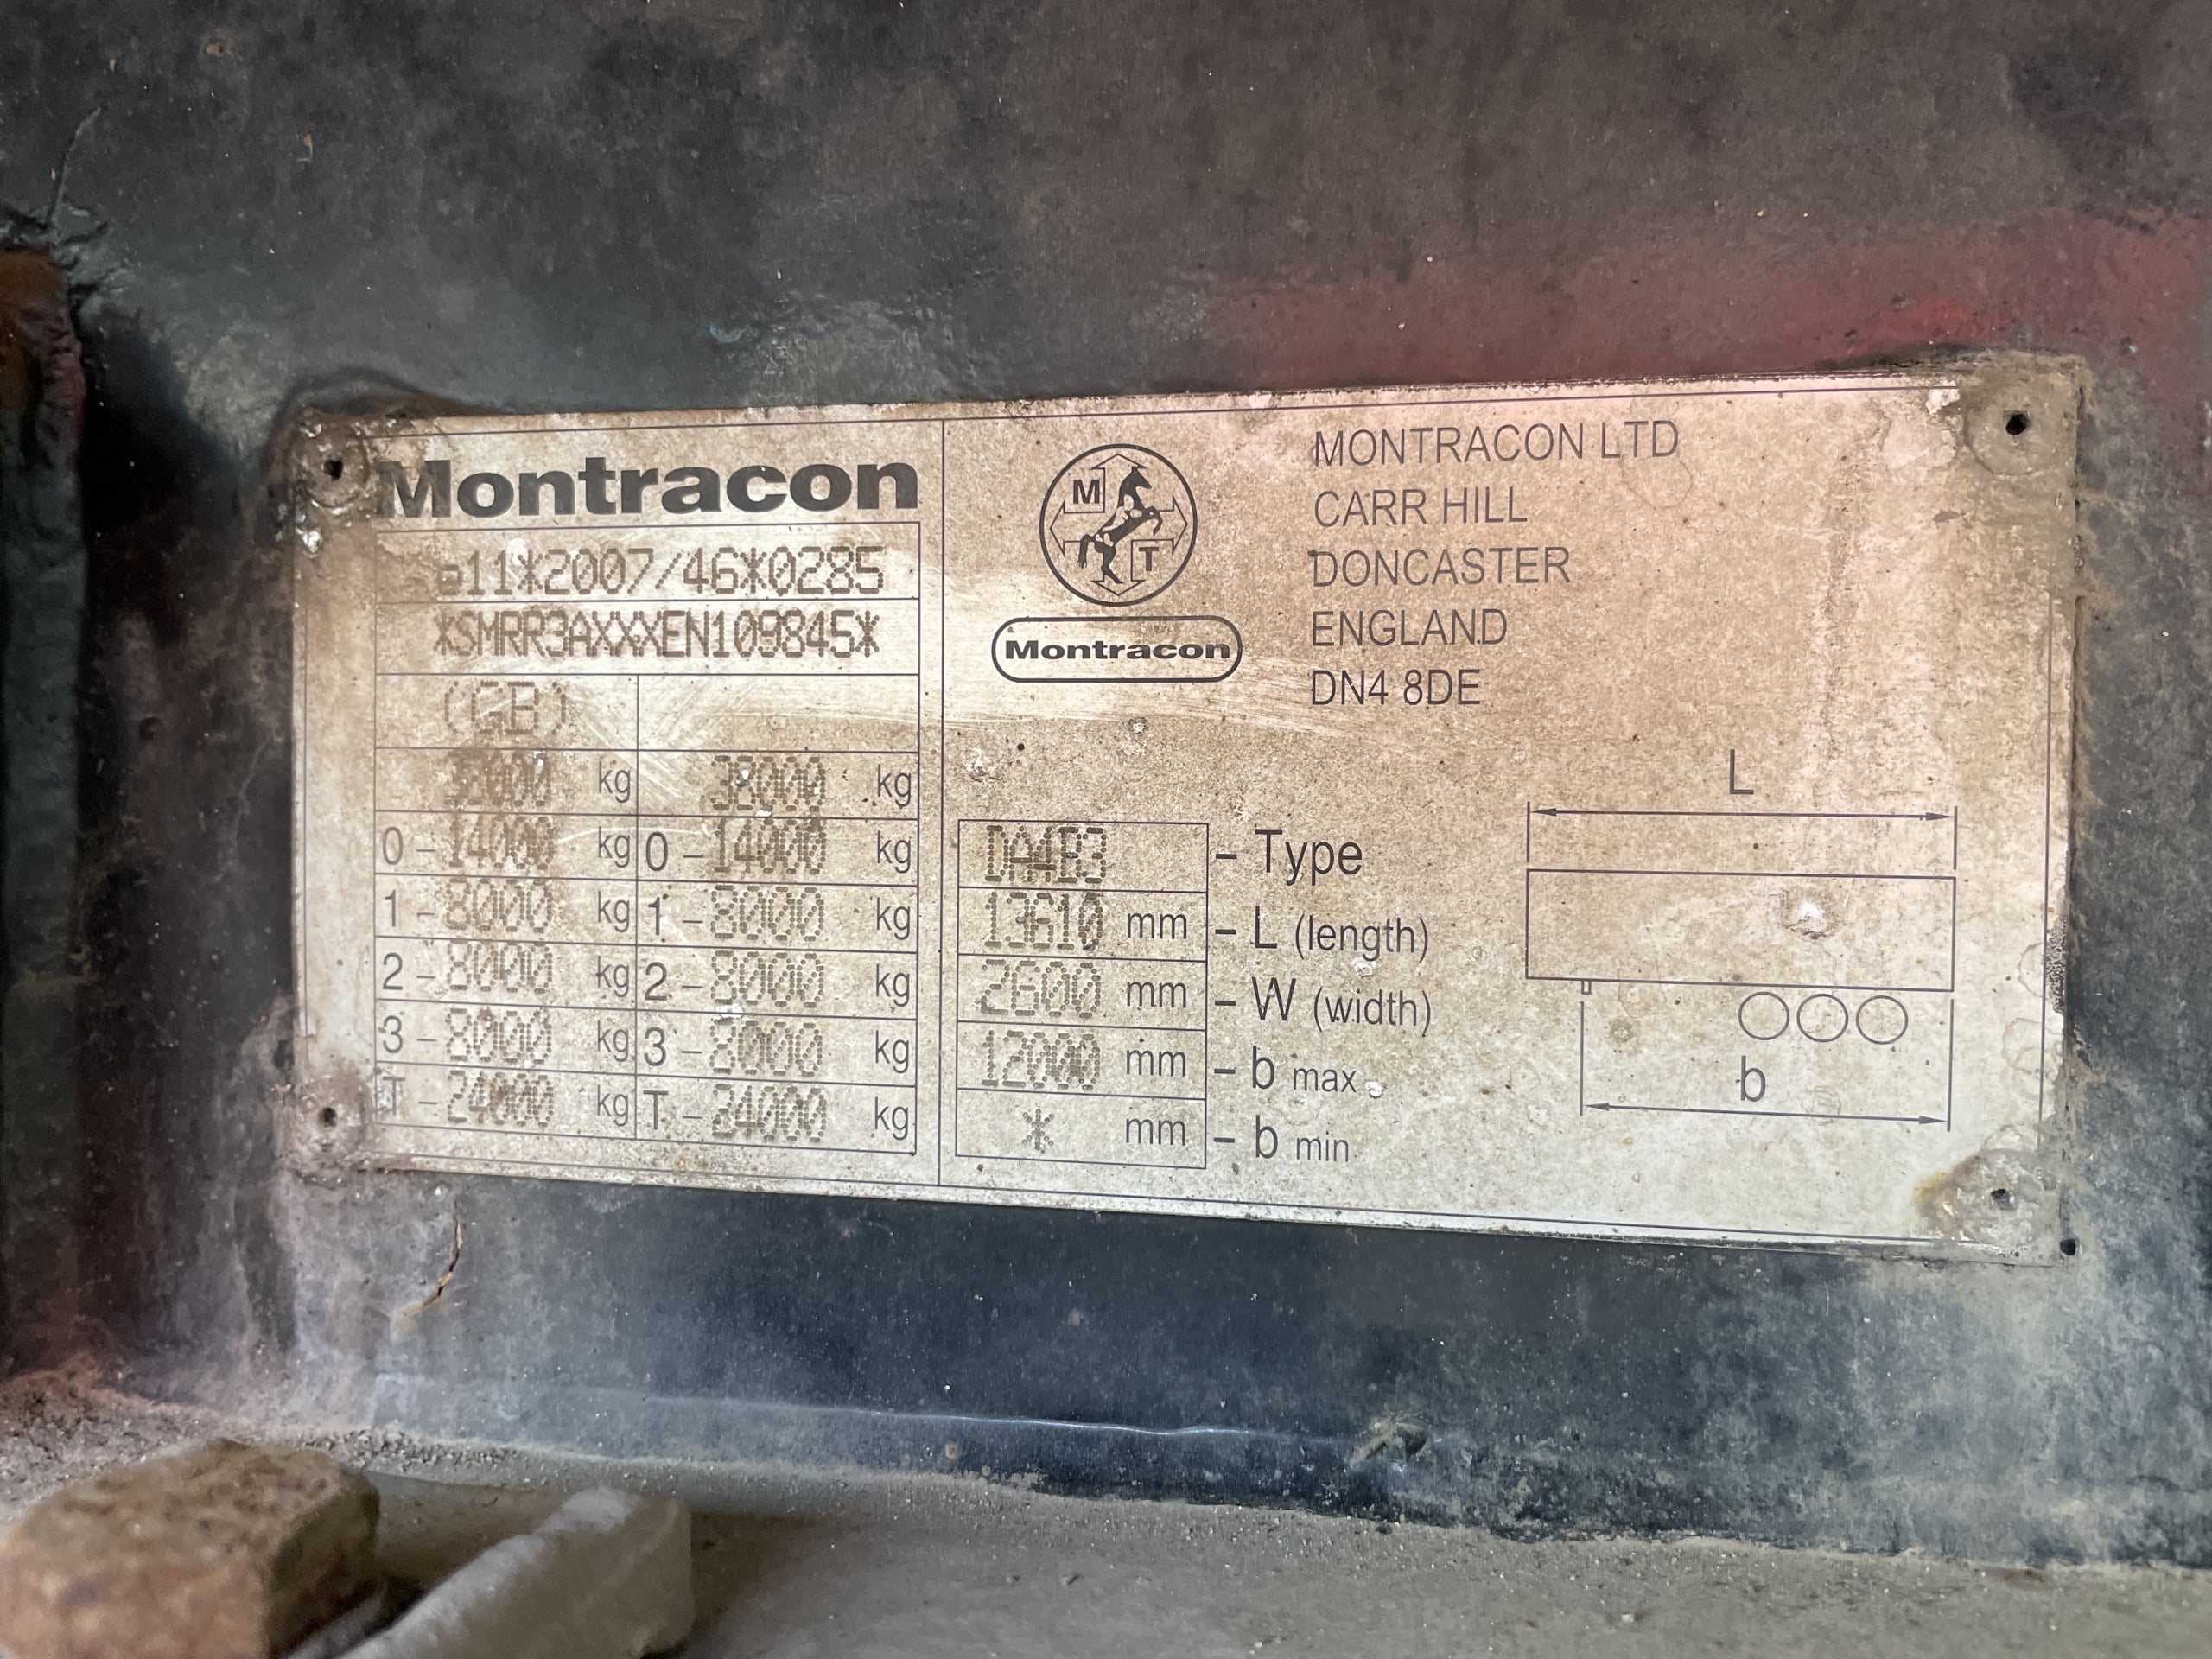 Montracon
e11*2007/46*0285
*SMRR3AXXXEN109845*
(GB)
kg 38000 kg
0 - 14000 kg 0 - 14000 kg
1 - 8000 kg 1 - 8000 kg
2 - 8000 kg 2 - 8000 kg
3 - 8000 kg 3 - 8000 kg
T - 24000 kg T - 24000 kg
M T
Montracon
MONTRACON LTD
CARR HILL
DONCASTER
ENGLAND
DN4 8DE
DA4B3 - Type
13610 mm - L (length)
2600 mm - W (width)
12000 mm - b max
* mm - b min
L
b